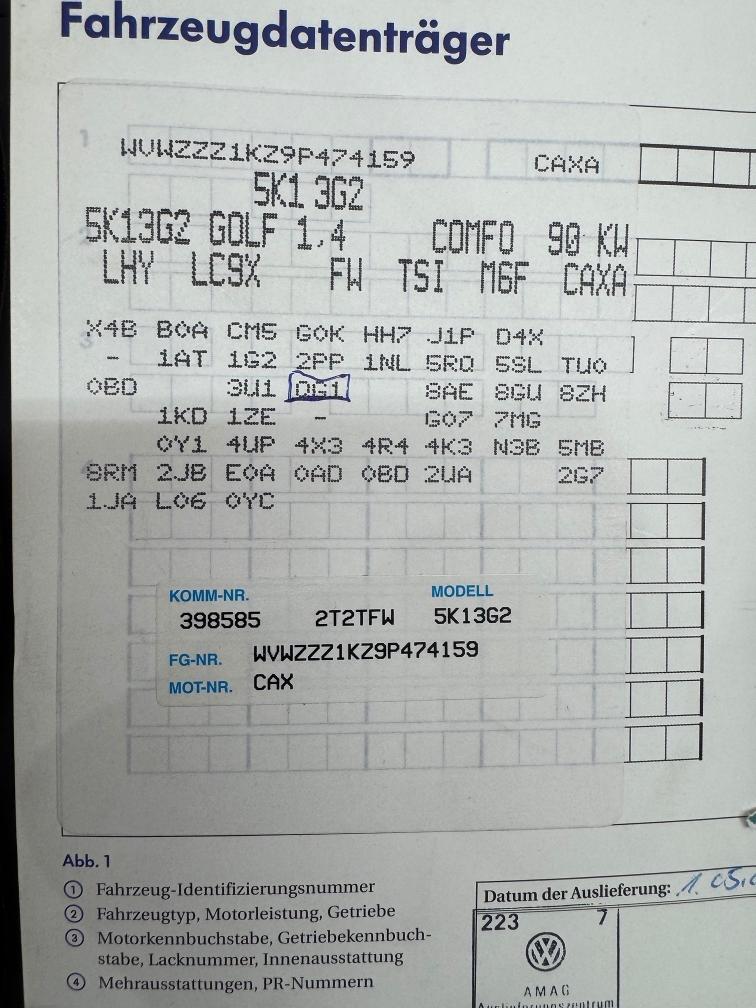 Fahrzeugdatenträger
WVWZZZ1KZ9P474159 CAXA
5K1 3G2
5K13G2 GOLF 1,4 COMFO 90 KW
LHY LC9X FW TSI M6F CAXA
X4B B0A CM5 G0K HH7 J1P D4X
- 1AT 1G2 2PP 1NL 5RQ 5SL TU0
0BD 3U1 QG1 8AE 8GU 8ZH
1KD 1ZE - G07 7MG
0Y1 4UP 4X3 4R4 4K3 N3B 5MB
8RM 2JB E0A 0AD 0BD 2UA 2G7
1JA L06 0YC
KOMM-NR. MODELL
398585 2T2TFW 5K13G2
FG-NR. WVWZZZ1KZ9P474159
MOT-NR. CAX
Abb. 1
① Fahrzeug-Identifizierungsnummer
② Fahrzeugtyp, Motorleistung, Getriebe
③ Motorkennbuchstabe, Getriebekennbuch-
stabe, Lacknummer, Innenausstattung
④ Mehrausstattungen, PR-Nummern
Datum der Auslieferung:
223 7
AMAG